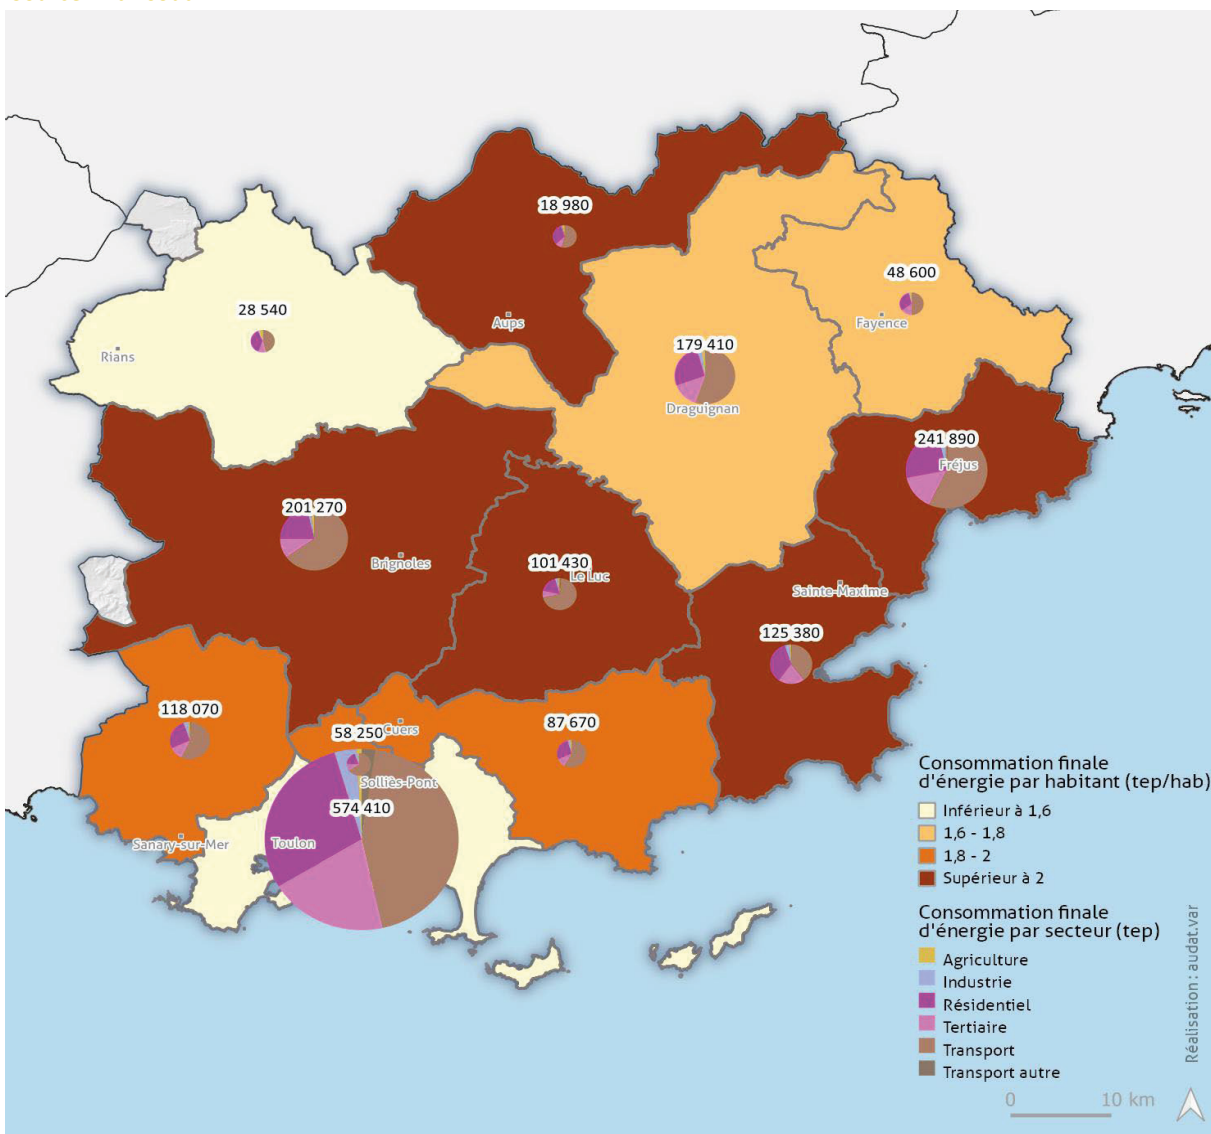 18 980
48 600
28 540
Aups
Fayence
Rians
179 410
Draguignan
241 890
Fréjus
201 270
Brignoles
101 430
Le Luc
Sainte-Maxime
125 380
118 070
58 250
Cuers
87 670
Solliès-Pont
574 410
Sanary-sur-Mer
Toulon
Consommation finale
d'énergie par habitant (tep/hab)
Inférieur à 1,6
1,6 - 1,8
1,8 - 2
Supérieur à 2
Consommation finale
d'énergie par secteur (tep)
Agriculture
Industrie
Résidentiel
Tertiaire
Transport
Transport autre
0 10 km
Réalisation : audat.var